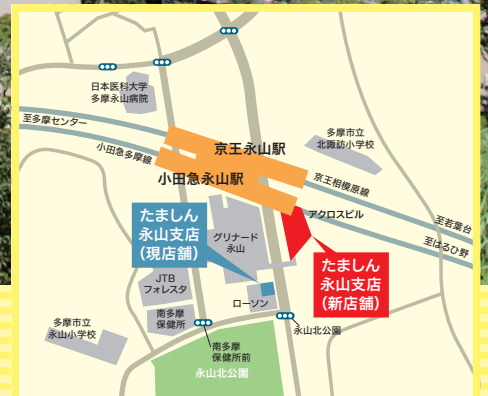 日本医科大学
多摩永山病院
至多摩センター
小田急多摩線
京王永山駅
小田急永山駅
多摩市立
北諏訪小学校
京王相模原線
アクロスビル
至若葉台
至はるひ野
たましん
永山支店
(現店舗)
グリナード
永山
たましん
永山支店
(新店舗)
JTB
フォレスタ
ローソン
南多摩
保健所
永山北公園
多摩市立
永山小学校
南多摩
保健所前
永山北公園